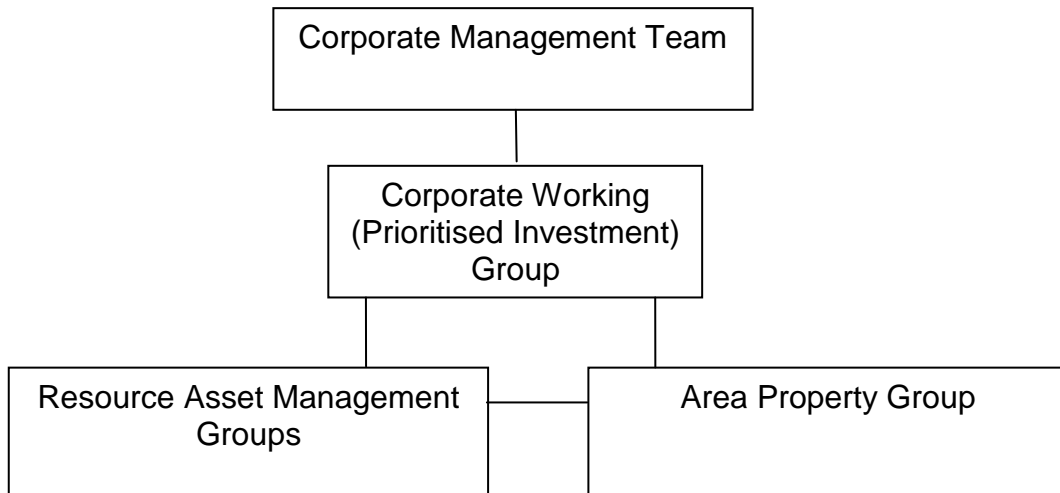 Corporate Management Team
Corporate Working
(Prioritised Investment)
Group
Resource Asset Management
Groups
Area Property Group